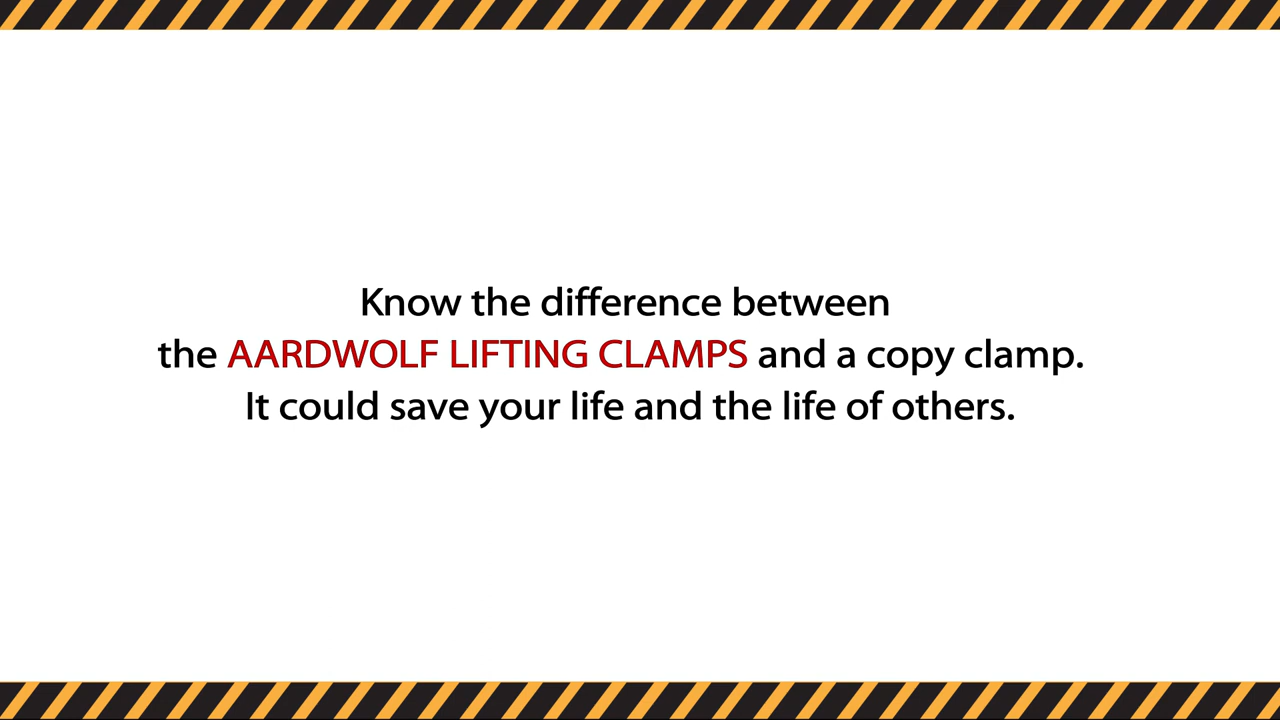 Know the difference between
the AARDWOLF LIFTING CLAMPS and a copy clamp.
It could save your life and the life of others.